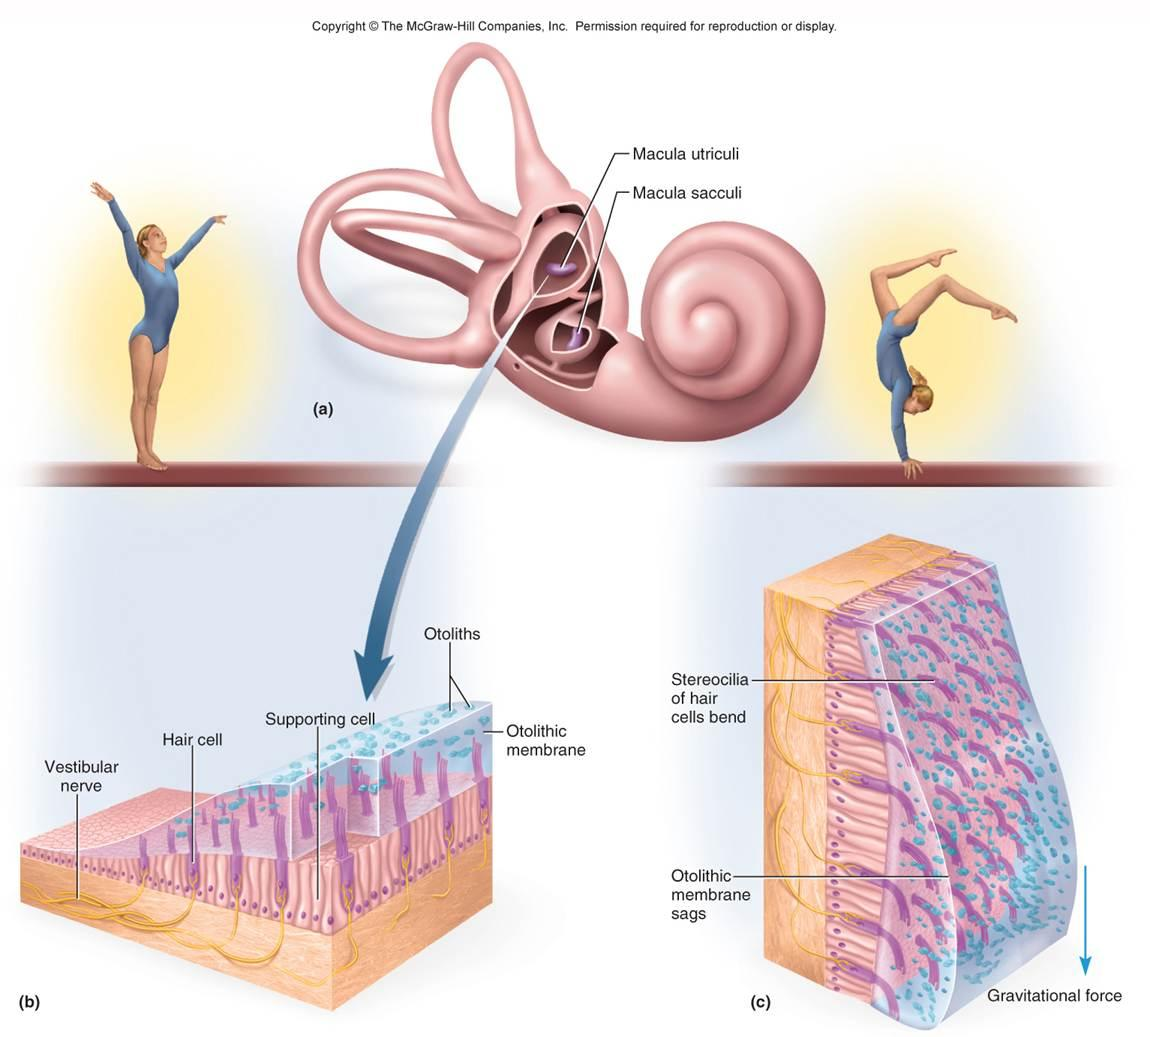 Copyright © The McGraw-Hill Companies, Inc. Permission required for reproduction or display.
Macula utriculi
Macula sacculi
(a)
Otoliths
Supporting cell
Hair cell
Otolithic
membrane
Vestibular
nerve
(b)
Stereocilia
of hair
cells bend
Otolithic
membrane
sags
Gravitational force
(c)